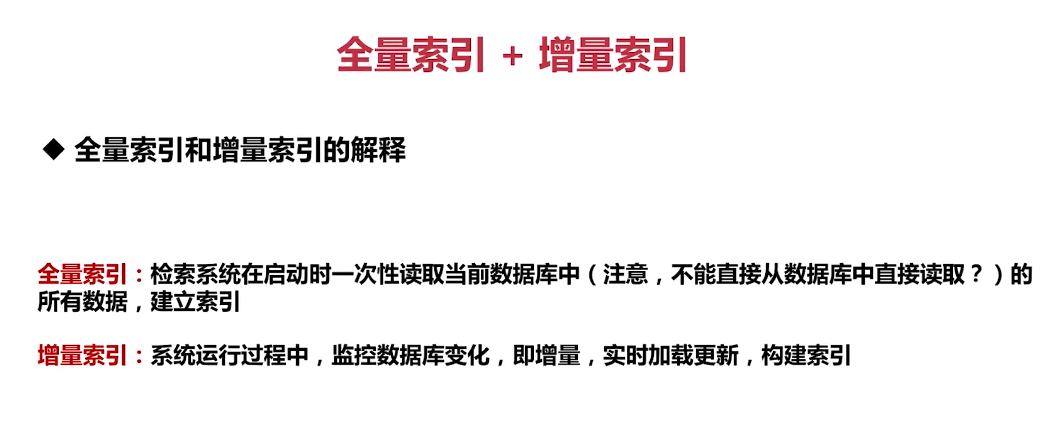 全量索引 + 增量索引
◆ 全量索引和增量索引的解释
全量索引：检索系统在启动时一次性读取当前数据库中（注意，不能直接从数据库中直接读取？）的
所有数据，建立索引
增量索引：系统运行过程中，监控数据库变化，即增量，实时加载更新，构建索引